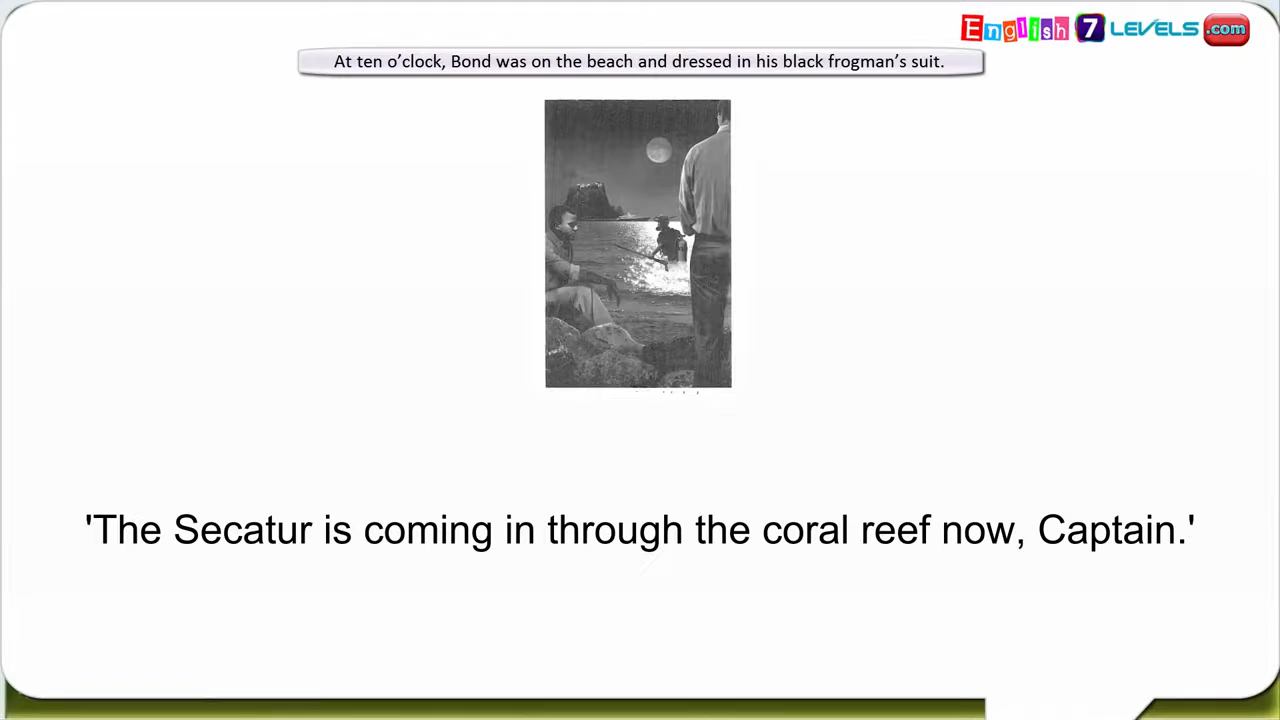 English 7 LEVELS .com
At ten o’clock, Bond was on the beach and dressed in his black frogman’s suit.
'The Secatur is coming in through the coral reef now, Captain.'